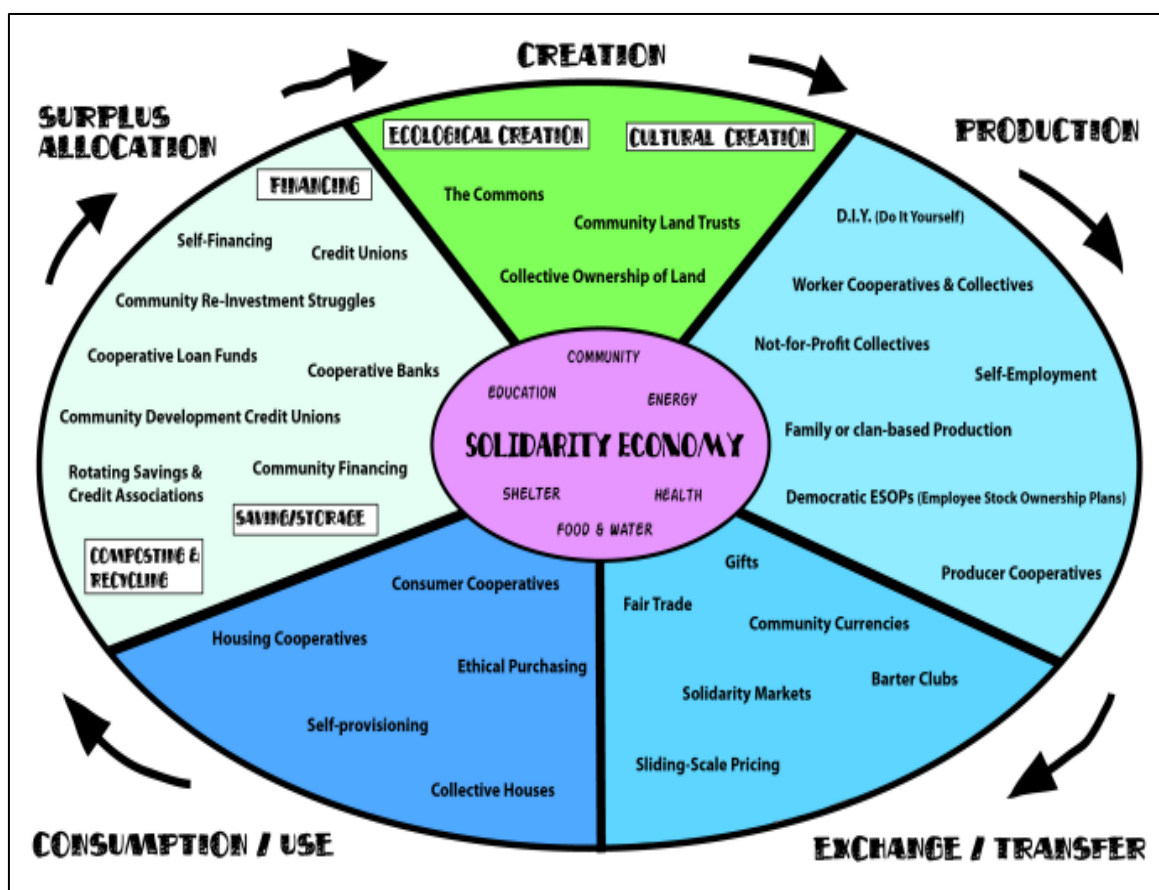 CREATION
SURPLUS
ALLOCATION
PRODUCTION
ECOLOGICAL CREATION
CULTURAL CREATION
The Commons
Community Land Trusts
Collective Ownership of Land
FINANCING
Self-Financing
Credit Unions
Community Re-Investment Struggles
Cooperative Loan Funds
Cooperative Banks
Community Development Credit Unions
Rotating Savings &
Credit Associations
Community Financing
SAVING/STORAGE
COMPOSTING &
RECYCLING
D.I.Y. (Do It Yourself)
Worker Cooperatives & Collectives
Not-for-Profit Collectives
Self-Employment
Family or clan-based Production
Democratic ESOPs (Employee Stock Ownership Plans)
Producer Cooperatives
COMMUNITY
EDUCATION
ENERGY
SOLIDARITY ECONOMY
SHELTER
HEALTH
FOOD & WATER
Consumer Cooperatives
Housing Cooperatives
Ethical Purchasing
Self-provisioning
Collective Houses
Gifts
Fair Trade
Community Currencies
Barter Clubs
Solidarity Markets
Sliding-Scale Pricing
CONSUMPTION / USE
EXCHANGE / TRANSFER